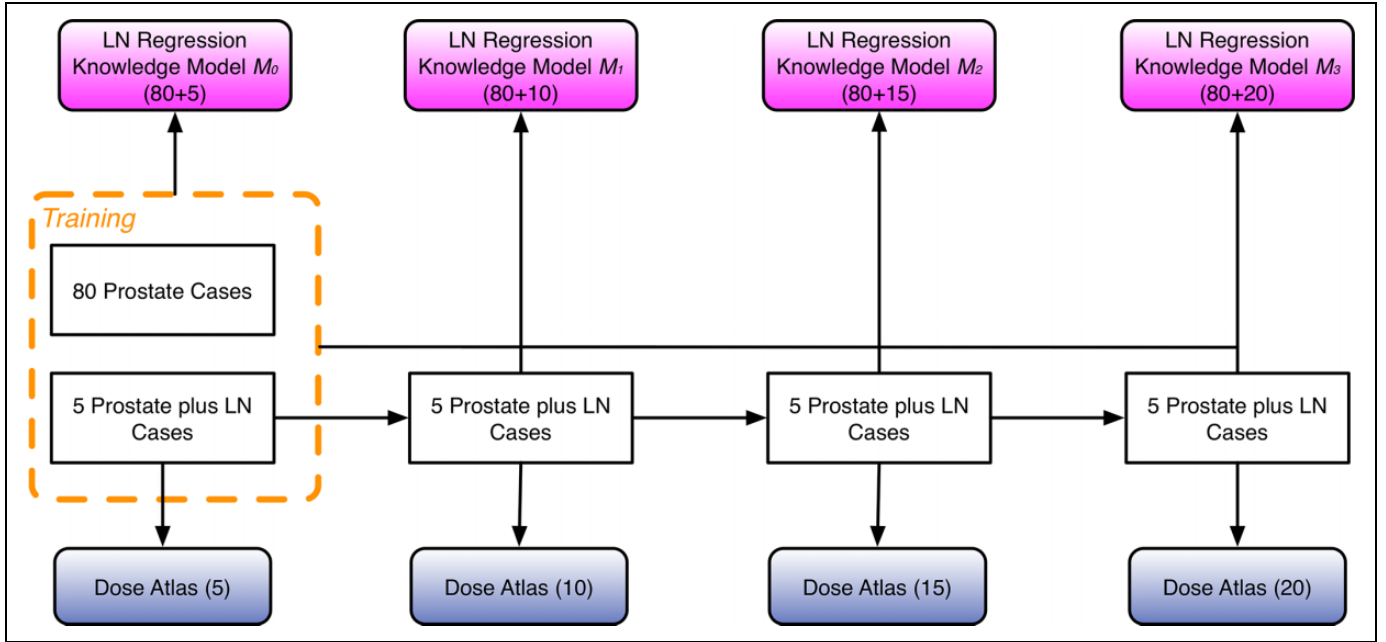 LN Regression
Knowledge Model M0
(80+5)
LN Regression
Knowledge Model M1
(80+10)
LN Regression
Knowledge Model M2
(80+15)
LN Regression
Knowledge Model M3
(80+20)
Training
80 Prostate Cases
5 Prostate plus LN
Cases
5 Prostate plus LN
Cases
5 Prostate plus LN
Cases
5 Prostate plus LN
Cases
Dose Atlas (5)
Dose Atlas (10)
Dose Atlas (15)
Dose Atlas (20)